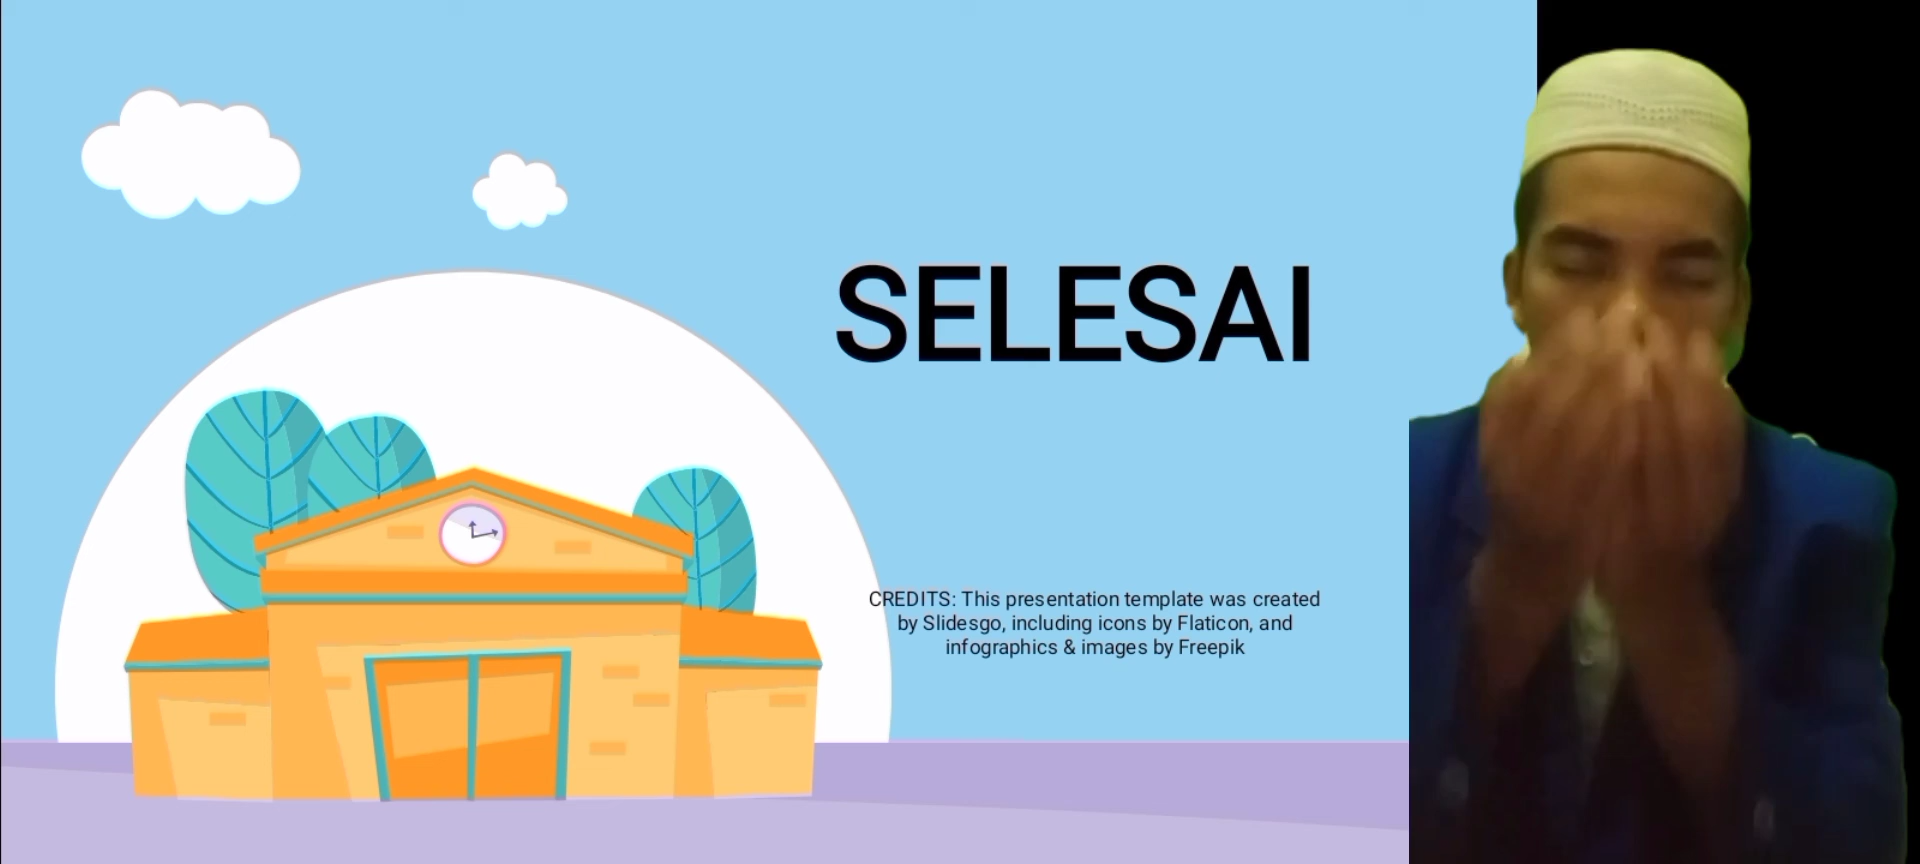 SELESAI
CREDITS: This presentation template was created
by Slidesgo, including icons by Flaticon, and
infographics & images by Freepik